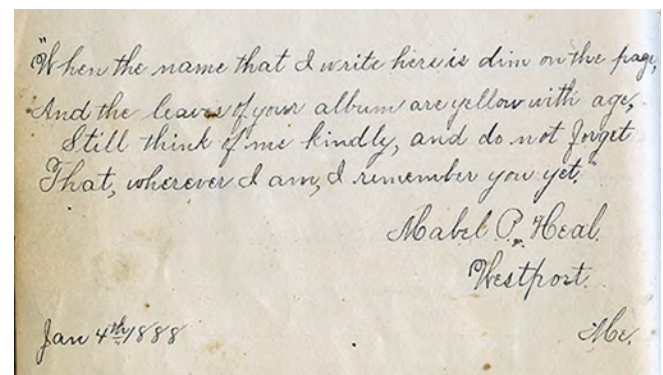 "When the name that I write here is dim on the page,
And the leaves of your album are yellow with age,
Still think of me kindly, and do not forget
That, wherever I am, I remember you yet."
Mabel P. Heal.
Westport.
Jan 4th 1888 Me.